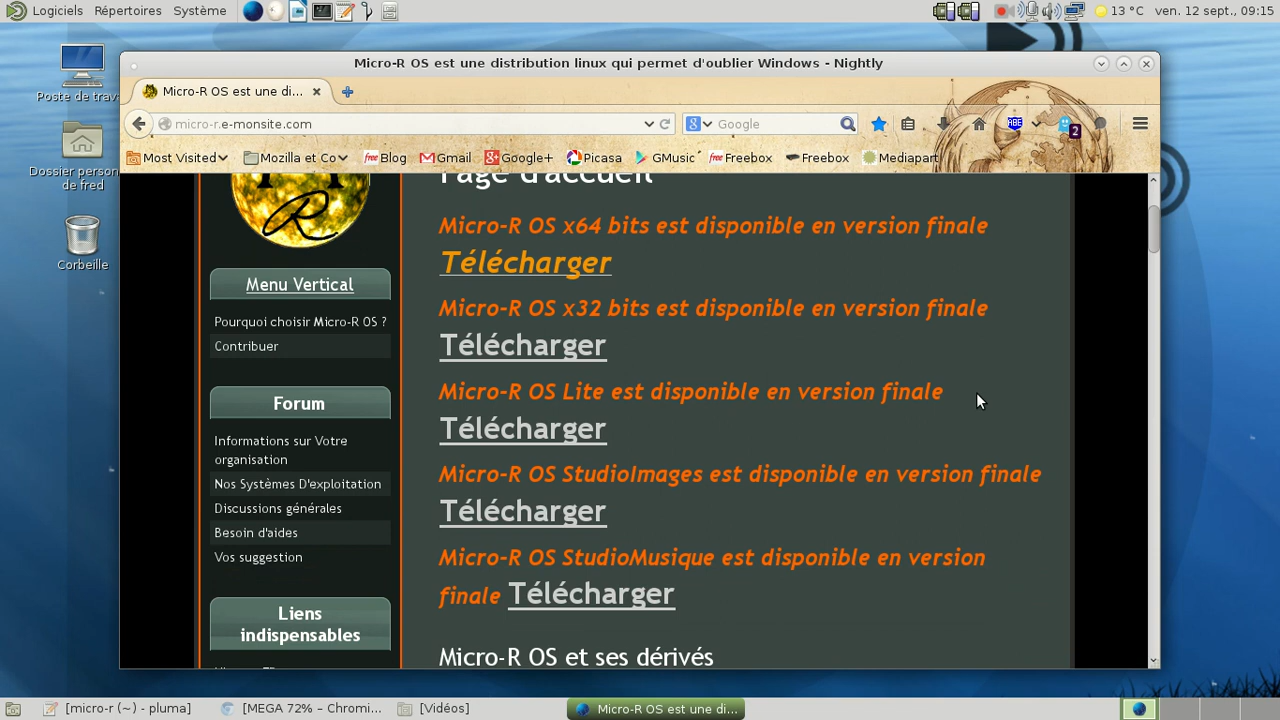 Logiciels Répertoires Système
13 °C ven. 12 sept., 09:15
Poste de trav
Dossier person
de fred
Corbeille
Micro-R OS est une distribution linux qui permet d'oublier Windows - Nightly
Micro-R OS est une di...
micro-r.e-monsite.com
Google
ABE
2
Most Visited Mozilla et Co Blog Gmail Google+ Picasa GMusic Freebox Freebox Mediapart
R
Menu Vertical
Pourquoi choisir Micro-R OS ?
Contribuer
Forum
Informations sur Votre
organisation
Nos Systèmes D'exploitation
Discussions générales
Besoin d'aides
Vos suggestion
Liens
indispensables
Page d'accueil
Micro-R OS x64 bits est disponible en version finale
Télécharger
Micro-R OS x32 bits est disponible en version finale
Télécharger
Micro-R OS Lite est disponible en version finale
Télécharger
Micro-R OS StudioImages est disponible en version finale
Télécharger
Micro-R OS StudioMusique est disponible en version
finale Télécharger
Micro-R OS et ses dérivés
[micro-r (~) - pluma] [MEGA 72% - Chromi... [Vidéos] Micro-R OS est une di...